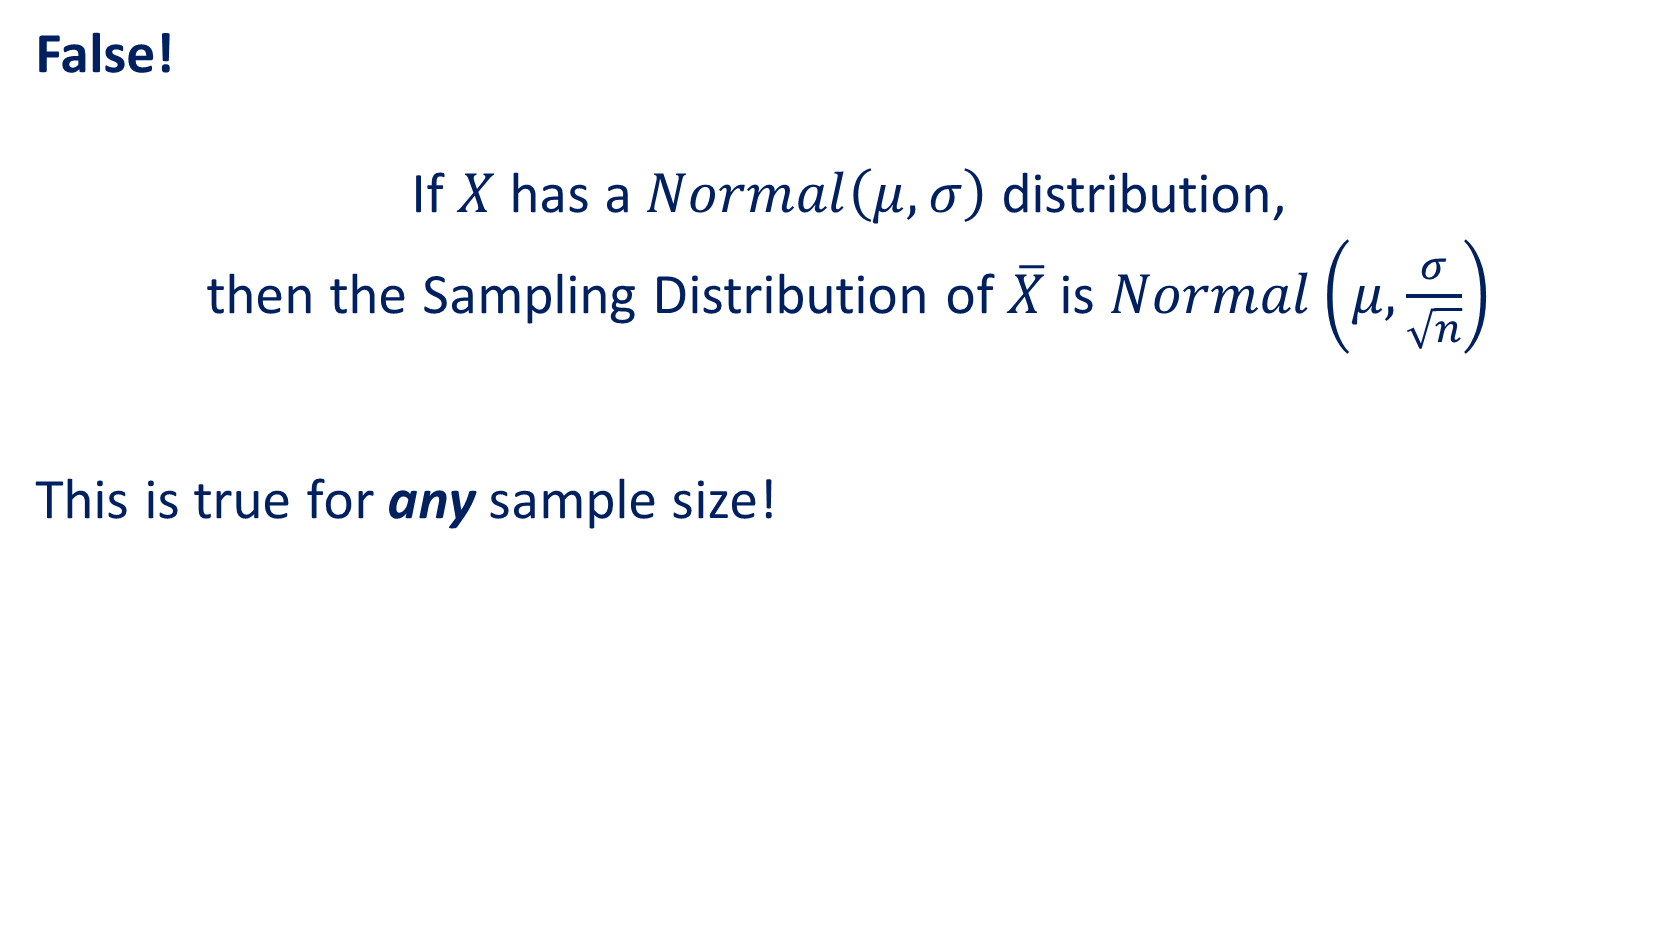 False!
If X has a Normal(μ, σ) distribution,
then the Sampling Distribution of X̄ is Normal(μ, σ/√n)
This is true for any sample size!